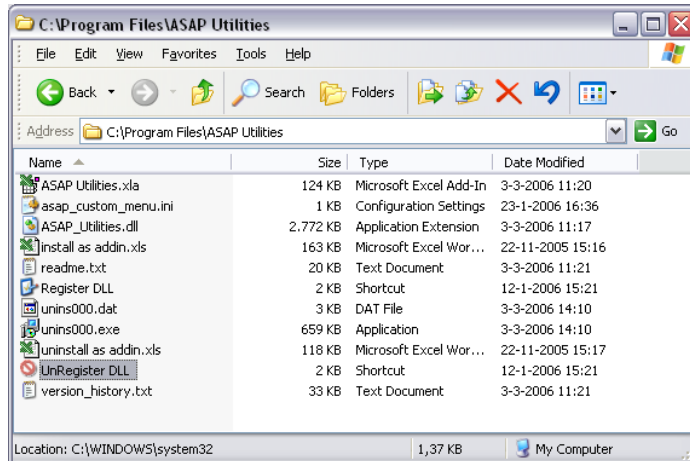 C:\Program Files\ASAP Utilities
File Edit View Favorites Tools Help
Back Search Folders
Address C:\Program Files\ASAP Utilities Go
Name Size Type Date Modified
ASAP Utilities.xla 124 KB Microsoft Excel Add-In 3-3-2006 11:20
asap_custom_menu.ini 1 KB Configuration Settings 23-1-2006 16:36
ASAP_Utilities.dll 2.772 KB Application Extension 3-3-2006 11:17
install as addin.xls 163 KB Microsoft Excel Wor... 22-11-2005 15:16
readme.txt 20 KB Text Document 3-3-2006 11:21
Register DLL 2 KB Shortcut 12-1-2006 15:21
unins000.dat 3 KB DAT File 3-3-2006 14:10
unins000.exe 659 KB Application 3-3-2006 14:10
uninstall as addin.xls 118 KB Microsoft Excel Wor... 22-11-2005 15:17
UnRegister DLL 2 KB Shortcut 12-1-2006 15:21
version_history.txt 33 KB Text Document 3-3-2006 11:21
Location: C:\WINDOWS\system32 1,37 KB My Computer